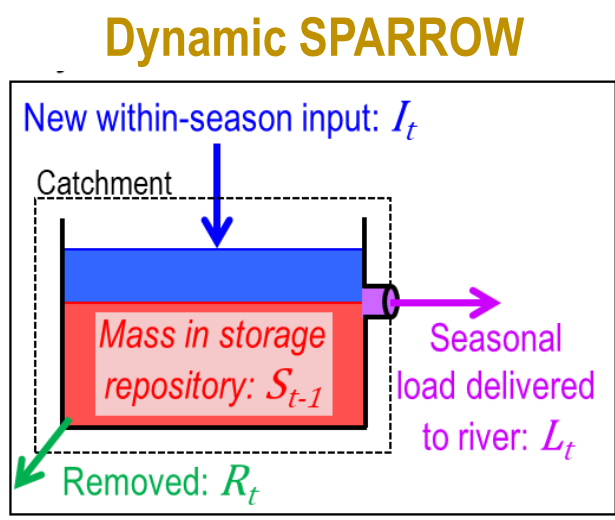 Dynamic SPARROW
New within-season input: Iₜ
Catchment
Mass in storage
repository: Sₜ₋₁
Seasonal
load delivered
to river: Lₜ
Removed: Rₜ